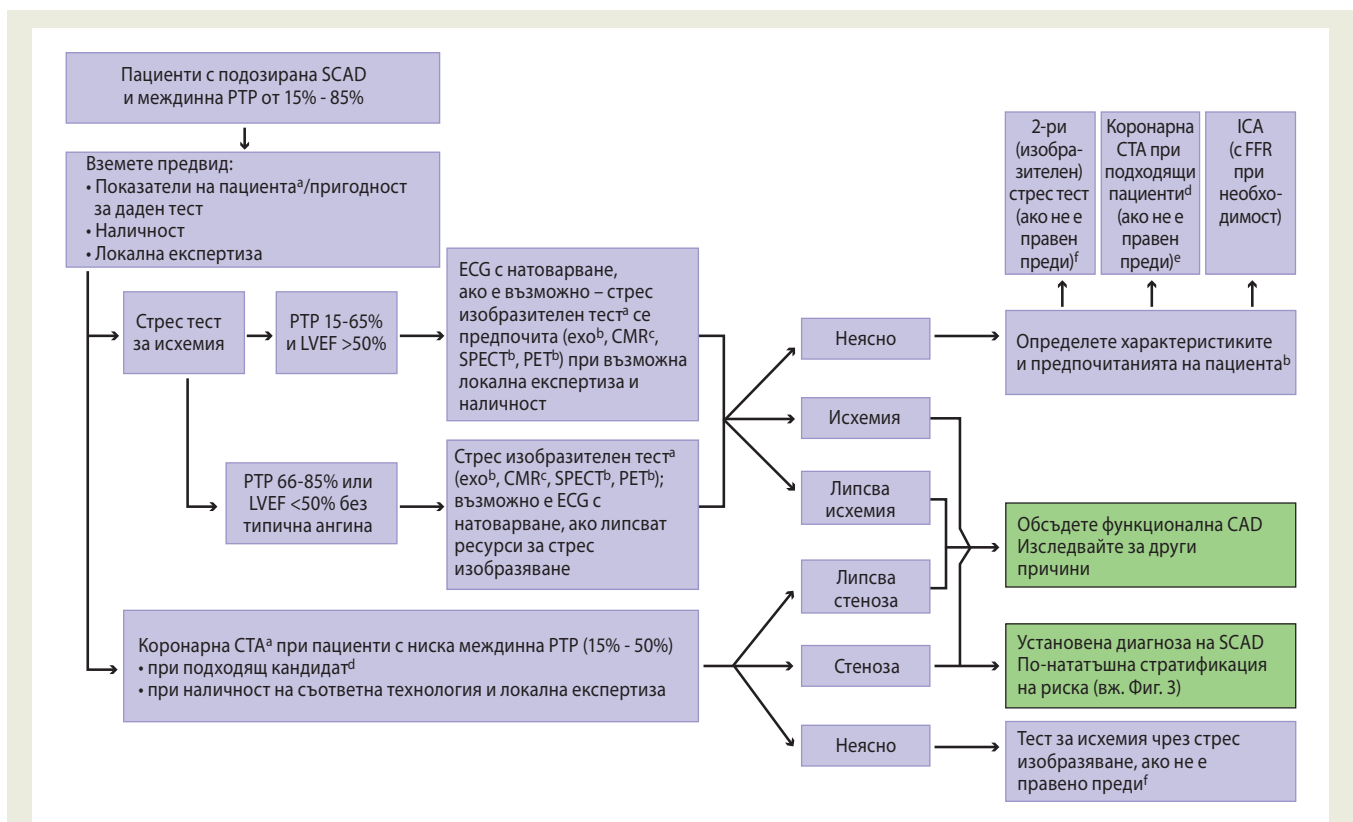 Пациенти с подозирана SCAD
и междинна PTP от 15% - 85%
Вземете предвид:
• Показатели на пациентаᵃ/пригодност
за даден тест
• Наличност
• Локална експертиза
Стрес тест
за исхемия
PTP 15-65%
и LVEF >50%
ECG с натоварване,
ако е възможно – стрес
изобразителен тестᵃ се
предпочита (ехоᵇ, CMRᶜ,
SPECTᵇ, PETᵇ) при възможна
локална експертиза и
наличност
PTP 66-85% или
LVEF <50% без
типична ангина
Стрес изобразителен тестᵃ
(ехоᵇ, CMRᶜ, SPECTᵇ, PETᵇ);
възможно е ECG с
натоварване, ако липсват
ресурси за стрес
изобразяване
Коронарна СТАᵃ при пациенти с ниска междинна PTP (15% - 50%)
• при подходящ кандидатᵈ
• при наличност на съответна технология и локална експертиза
Неясно
Исхемия
Липсва
исхемия
Липсва
стеноза
Стеноза
Неясно
2-ри
(изобра-
зителен)
стрес тест
(ако не е
правен
преди)ᶠ
Коронарна
СТА при
подходящи
пациентиᵈ
(ако не е
правен
преди)ᵉ
ICA
(с FFR
при
необхо-
димост)
Определете характеристиките
и предпочитанията на пациентаᵇ
Обсъдете функционална CAD
Изследвайте за други
причини
Установена диагноза на SCAD
По-нататъшна стратификация
на риска (вж. Фиг. 3)
Тест за исхемия чрез стрес
изобразяване, ако не е
правено предиᶠ